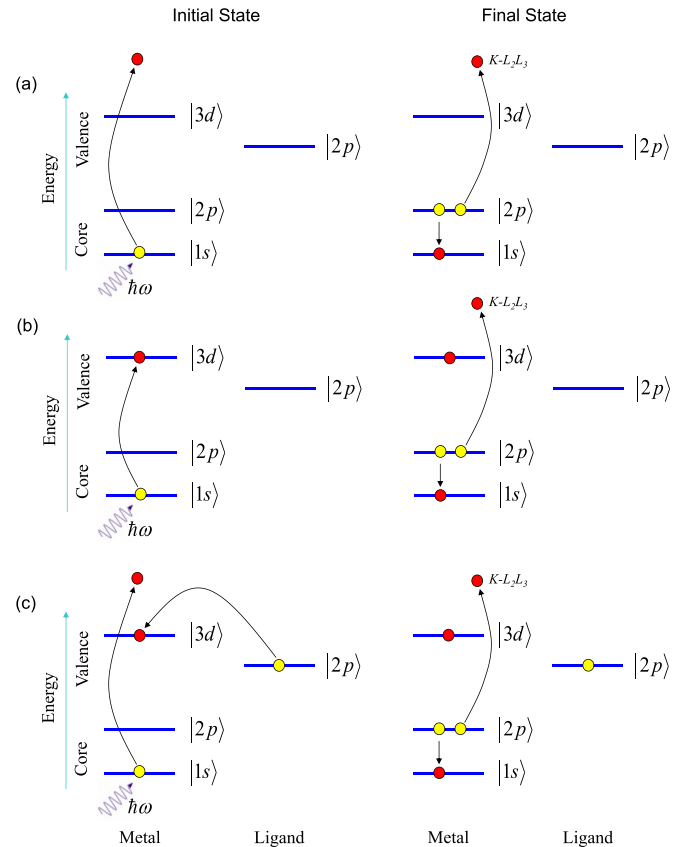 Initial State
Final State
(a)
Energy
Valence
Core
|3d⟩
|2p⟩
|2p⟩
|1s⟩
ħω
K-L₂L₃
|3d⟩
|2p⟩
|2p⟩
|1s⟩
(b)
Energy
Valence
Core
|3d⟩
|2p⟩
|2p⟩
|1s⟩
ħω
K-L₂L₃
|3d⟩
|2p⟩
|2p⟩
|1s⟩
(c)
Energy
Valence
Core
|3d⟩
|2p⟩
|2p⟩
|1s⟩
ħω
K-L₂L₃
|3d⟩
|2p⟩
|2p⟩
|1s⟩
Metal
Ligand
Metal
Ligand